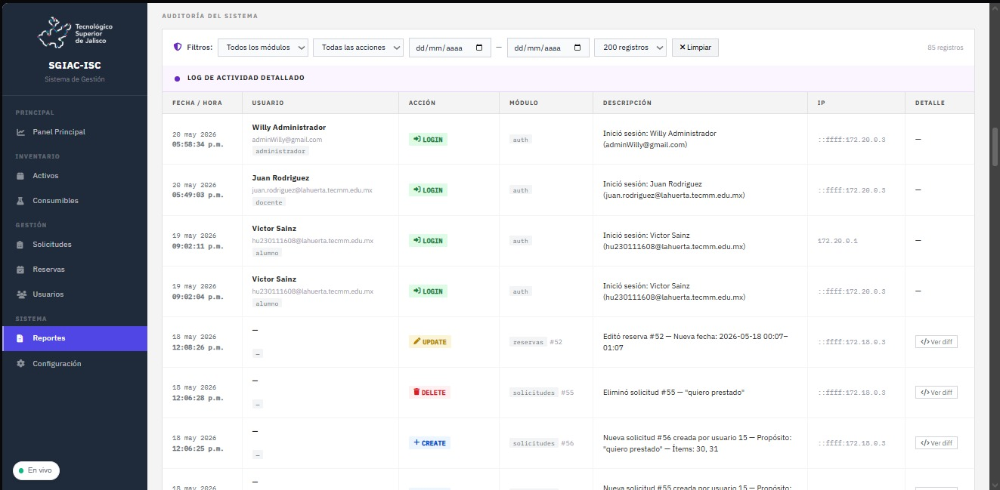 Tecnológico
Superior
de Jalisco
SGIAC-ISC
Sistema de Gestión
PRINCIPAL
Panel Principal
INVENTARIO
Activos
Consumibles
GESTIÓN
Solicitudes
Reservas
Usuarios
SISTEMA
Reportes
Configuración
En vivo
AUDITORÍA DEL SISTEMA
Filtros: Todos los módulos Todas las acciones dd/mm/aaaa — dd/mm/aaaa 200 registros Limpiar 85 registros
LOG DE ACTIVIDAD DETALLADO
FECHA / HORA USUARIO ACCIÓN MÓDULO DESCRIPCIÓN IP DETALLE
20 may 2026
05:58:34 p.m.
Willy Administrador
adminWilly@gmail.com
administrador
LOGIN
auth
Inició sesión: Willy Administrador
(adminWilly@gmail.com)
::ffff:172.20.0.3
—
20 may 2026
05:49:03 p.m.
Juan Rodriguez
juan.rodriguez@lahuerta.tecmm.edu.mx
docente
LOGIN
auth
Inició sesión: Juan Rodriguez
(juan.rodriguez@lahuerta.tecmm.edu.mx)
::ffff:172.20.0.3
—
19 may 2026
09:02:11 p.m.
Victor Sainz
hu230111608@lahuerta.tecmm.edu.mx
alumno
LOGIN
auth
Inició sesión: Victor Sainz
(hu230111608@lahuerta.tecmm.edu.mx)
172.20.0.1
—
19 may 2026
09:02:04 p.m.
Victor Sainz
hu230111608@lahuerta.tecmm.edu.mx
alumno
LOGIN
auth
Inició sesión: Victor Sainz
(hu230111608@lahuerta.tecmm.edu.mx)
::ffff:172.20.0.3
—
18 may 2026
12:08:26 p.m.
—
—
UPDATE
reservas #52
Editó reserva #52 — Nueva fecha: 2026-05-18 00:07–
01:07
::ffff:172.18.0.3
</> Ver diff
18 may 2026
12:06:28 p.m.
—
—
DELETE
solicitudes #55
Eliminó solicitud #55 — "quiero prestado"
::ffff:172.18.0.3
</> Ver diff
18 may 2026
12:06:25 p.m.
—
—
CREATE
solicitudes #56
Nueva solicitud #56 creada por usuario 15 — Propósito:
"quiero prestado" — Ítems: 30, 31
::ffff:172.18.0.3
</> Ver diff
18 may 2026
—
Nueva solicitud #55 creada por usuario 15 — Propósito: